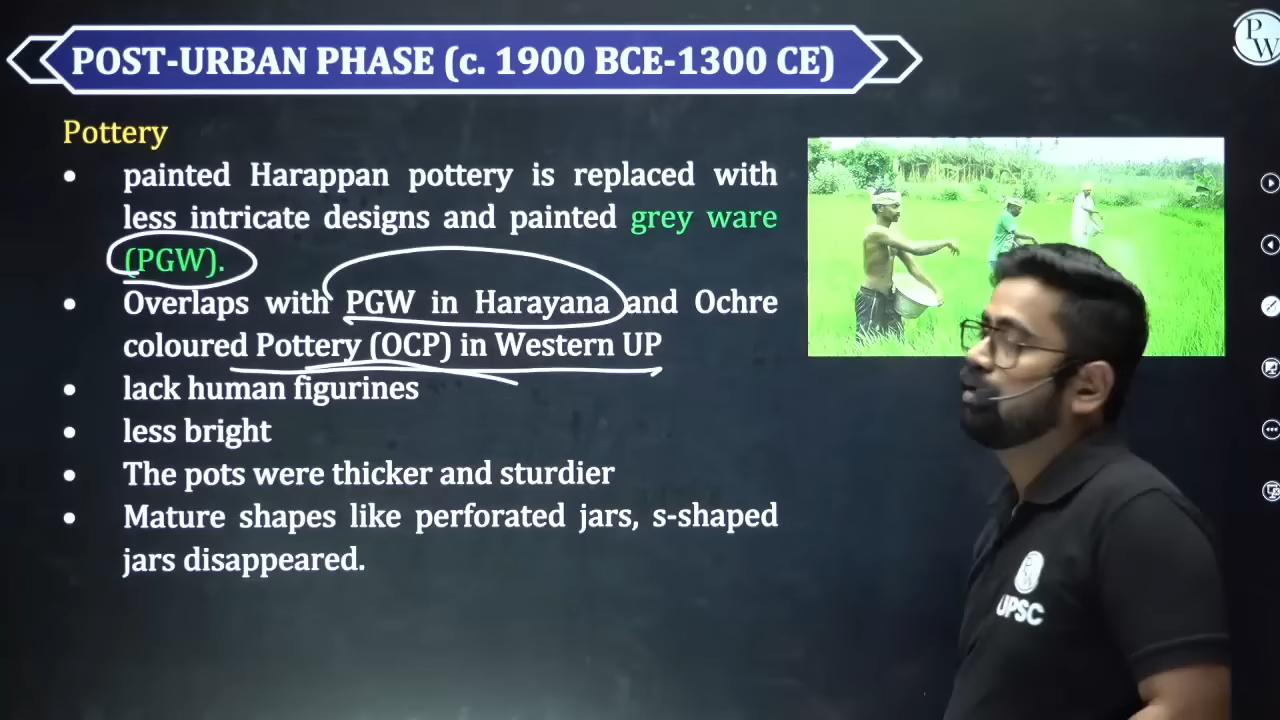 POST-URBAN PHASE (c. 1900 BCE-1300 CE)
PW
Pottery
• painted Harappan pottery is replaced with
less intricate designs and painted grey ware
(PGW).
• Overlaps with PGW in Harayana and Ochre
coloured Pottery (OCP) in Western UP
• lack human figurines
• less bright
• The pots were thicker and sturdier
• Mature shapes like perforated jars, s-shaped
jars disappeared.
PW
UPSC